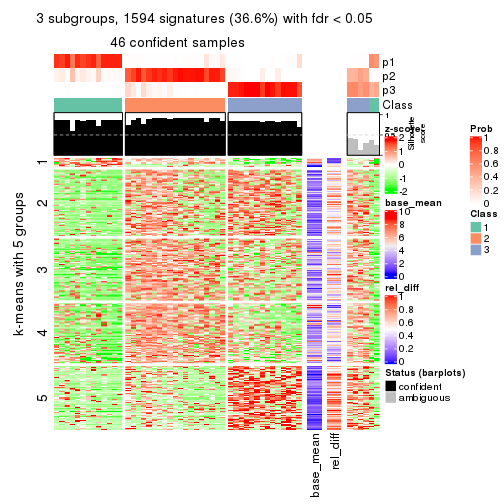 3 subgroups, 1594 signatures (36.6%) with fdr < 0.05
46 confident samples
p1
p2
p3
Class
1
Silhouette
score
z-score
2
1
0
-1
-2
base_mean
10
8
6
4
2
0
rel_diff
1
0.8
0.6
0.4
0.2
0
Status (barplots)
confident
ambiguous
Prob
1
0.8
0.6
0.4
0.2
0
Class
1
2
3
k-means with 5 groups
1
2
3
4
5
base_mean
rel_diff